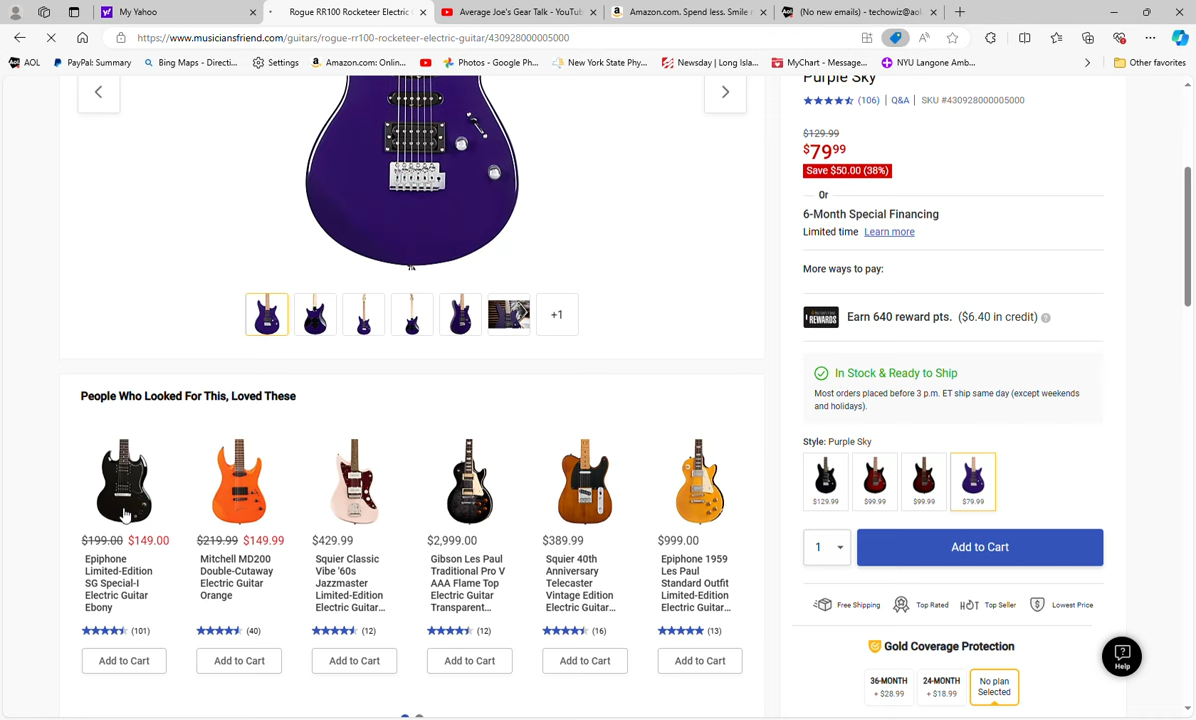 My Yahoo
Rogue RR100 Rocketeer Electric
Average Joe's Gear Talk - YouTub
Amazon.com. Spend less. Smile
(No new emails) - techowiz@aol
https://www.musiciansfriend.com/guitars/rogue-rr100-rocketeer-electric-guitar/430928000005000
AOL
PayPal: Summary
Bing Maps - Directi...
Settings
Amazon.com: Onlin...
Photos - Google Ph...
New York State Phy...
Newsday | Long Isla...
MyChart - Message...
NYU Langone Amb...
Other favorites
Purple Sky
(106)
Q&A
SKU #430928000005000
$129.99
$79.99
Save $50.00 (38%)
Or
6-Month Special Financing
Limited time Learn more
More ways to pay:
REWARDS
Earn 640 reward pts. ($6.40 in credit) ?
In Stock & Ready to Ship
Most orders placed before 3 p.m. ET ship same day (except weekends
and holidays).
Style: Purple Sky
$129.99
$99.99
$99.99
$79.99
1
Add to Cart
Free Shipping
HOT
Top Rated
Top Seller
Lowest Price
Gold Coverage Protection
36-MONTH
+ $28.99
24-MONTH
+ $18.99
No plan
Selected
?
Help
+1
People Who Looked For This, Loved These
$199.00 $149.00
Epiphone
Limited-Edition
SG Special-I
Electric Guitar
Ebony
(101)
Add to Cart
$219.99 $149.99
Mitchell MD200
Double-Cutaway
Electric Guitar
Orange
(40)
Add to Cart
$429.99
Squier Classic
Vibe '60s
Jazzmaster
Limited-Edition
Electric Guitar...
(12)
Add to Cart
$2,999.00
Gibson Les Paul
Traditional Pro V
AAA Flame Top
Electric Guitar
Transparent...
(12)
Add to Cart
$389.99
Squier 40th
Anniversary
Telecaster
Vintage Edition
Electric Guitar...
(16)
Add to Cart
$999.00
Epiphone 1959
Les Paul
Standard Outfit
Limited-Edition
Electric Guitar...
(13)
Add to Cart